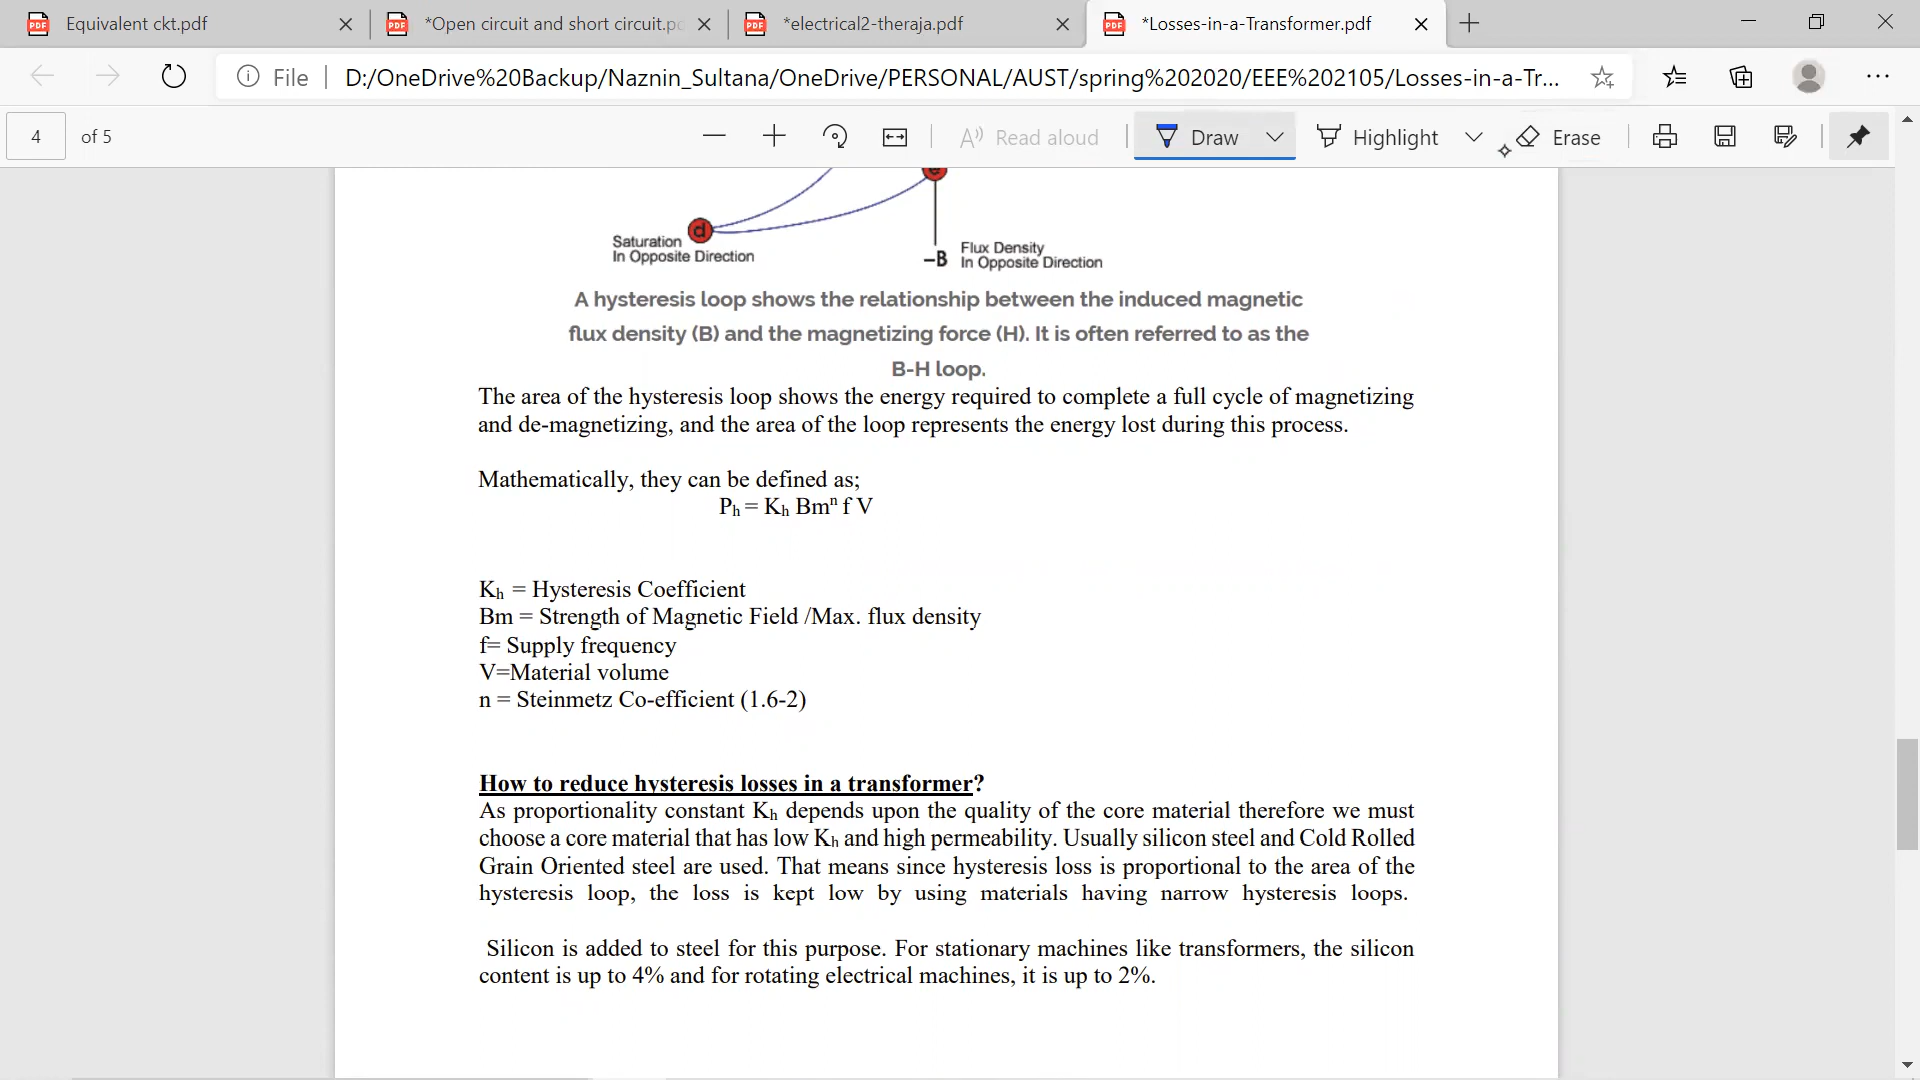 Equivalent ckt.pdf
*Open circuit and short circuit.pd
*electrical2-theraja.pdf
*Losses-in-a-Transformer.pdf
File
D:/OneDrive%20Backup/Naznin_Sultana/OneDrive/PERSONAL/AUST/spring%202020/EEE%202105/Losses-in-a-Tr...
4 of 5
Read aloud
Draw
Highlight
Erase
d
Saturation
In Opposite Direction
–B
Flux Density
In Opposite Direction
A hysteresis loop shows the relationship between the induced magnetic
flux density (B) and the magnetizing force (H). It is often referred to as the
B-H loop.
The area of the hysteresis loop shows the energy required to complete a full cycle of magnetizing
and de-magnetizing, and the area of the loop represents the energy lost during this process.
Mathematically, they can be defined as;
Pₕ = Kₕ Bmⁿ f V
Kₕ = Hysteresis Coefficient
Bm = Strength of Magnetic Field /Max. flux density
f= Supply frequency
V=Material volume
n = Steinmetz Co-efficient (1.6-2)
How to reduce hysteresis losses in a transformer?
As proportionality constant Kₕ depends upon the quality of the core material therefore we must
choose a core material that has low Kₕ and high permeability. Usually silicon steel and Cold Rolled
Grain Oriented steel are used. That means since hysteresis loss is proportional to the area of the
hysteresis loop, the loss is kept low by using materials having narrow hysteresis loops.
Silicon is added to steel for this purpose. For stationary machines like transformers, the silicon
content is up to 4% and for rotating electrical machines, it is up to 2%.